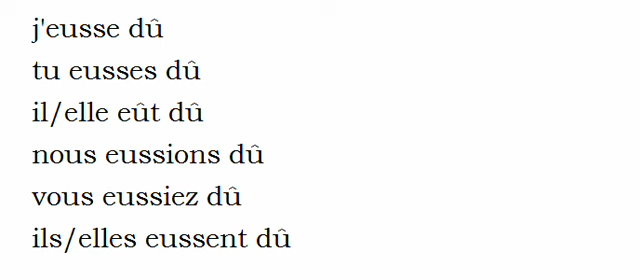 j'eusse dû
tu eusses dû
il/elle eût dû
nous eussions dû
vous eussiez dû
ils/elles eussent dû